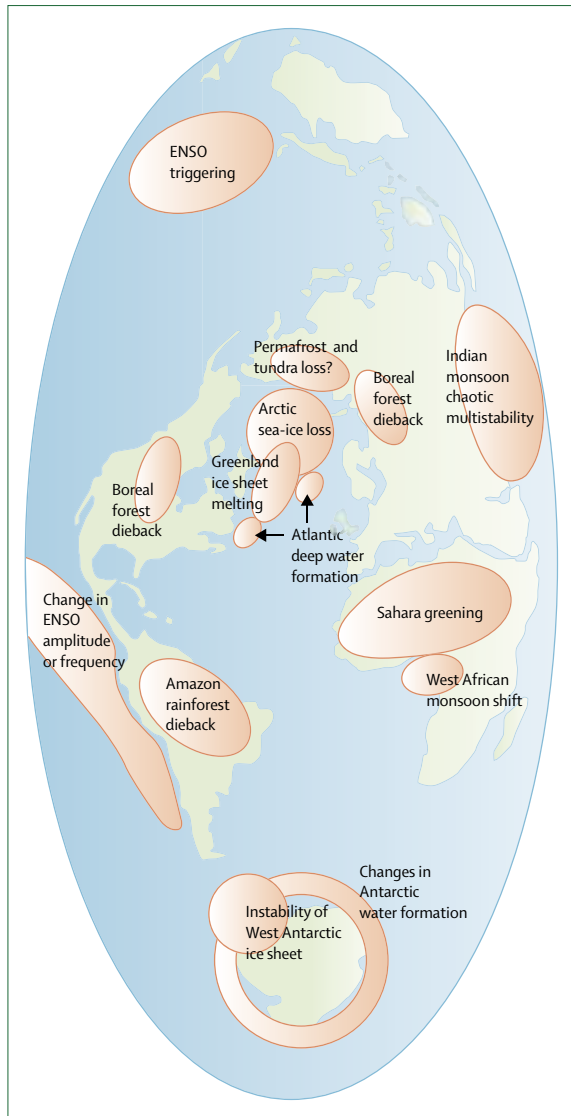 ENSO
triggering
Permafrost and
tundra loss?
Boreal
forest
dieback
Indian
monsoon
chaotic
multistability
Arctic
sea-ice loss
Greenland
ice sheet
melting
Boreal
forest
dieback
Atlantic
deep water
formation
Change in
ENSO
amplitude
or frequency
Sahara greening
Amazon
rainforest
dieback
West African
monsoon shift
Changes in
Antarctic
water formation
Instability of
West Antarctic
ice sheet